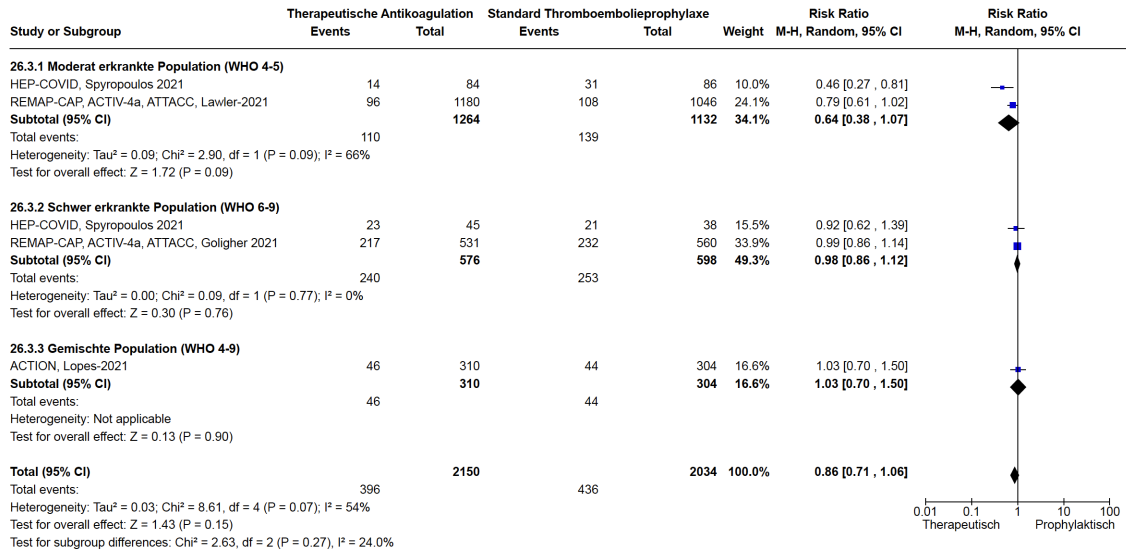 Therapeutische Antikoagulation Standard Thromboembolieprophylaxe Risk Ratio Risk Ratio
Study or Subgroup Events Total Events Total Weight M-H, Random, 95% CI M-H, Random, 95% CI
26.3.1 Moderat erkrankte Population (WHO 4-5)
HEP-COVID, Spyropoulos 2021 14 84 31 86 10.0% 0.46 [0.27 , 0.81]
REMAP-CAP, ACTIV-4a, ATTACC, Lawler-2021 96 1180 108 1046 24.1% 0.79 [0.61 , 1.02]
Subtotal (95% CI) 1264 1132 34.1% 0.64 [0.38 , 1.07]
Total events: 110 139
Heterogeneity: Tau² = 0.09; Chi² = 2.90, df = 1 (P = 0.09); I² = 66%
Test for overall effect: Z = 1.72 (P = 0.09)
26.3.2 Schwer erkrankte Population (WHO 6-9)
HEP-COVID, Spyropoulos 2021 23 45 21 38 15.5% 0.92 [0.62 , 1.39]
REMAP-CAP, ACTIV-4a, ATTACC, Goligher 2021 217 531 232 560 33.9% 0.99 [0.86 , 1.14]
Subtotal (95% CI) 576 598 49.3% 0.98 [0.86 , 1.12]
Total events: 240 253
Heterogeneity: Tau² = 0.00; Chi² = 0.09, df = 1 (P = 0.77); I² = 0%
Test for overall effect: Z = 0.30 (P = 0.76)
26.3.3 Gemischte Population (WHO 4-9)
ACTION, Lopes-2021 46 310 44 304 16.6% 1.03 [0.70 , 1.50]
Subtotal (95% CI) 310 304 16.6% 1.03 [0.70 , 1.50]
Total events: 46 44
Heterogeneity: Not applicable
Test for overall effect: Z = 0.13 (P = 0.90)
Total (95% CI) 2150 2034 100.0% 0.86 [0.71 , 1.06]
Total events: 396 436
Heterogeneity: Tau² = 0.03; Chi² = 8.61, df = 4 (P = 0.07); I² = 54%
Test for overall effect: Z = 1.43 (P = 0.15)
Test for subgroup differences: Chi² = 2.63, df = 2 (P = 0.27), I² = 24.0%
0.01 0.1 1 10 100
Therapeutisch Prophylaktisch